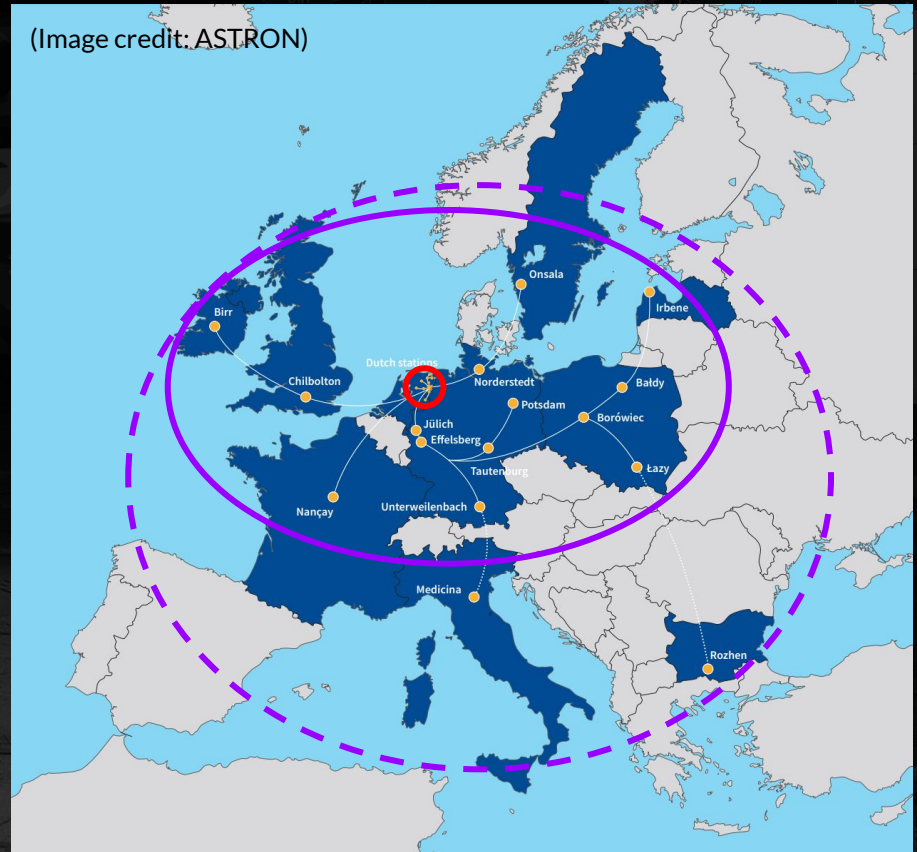 (Image credit: ASTRON)
Onsala
Irbene
Birr
Dutch stations
Chilbolton
Norderstedt
Bałdy
Potsdam
Borówiec
Jülich
Effelsberg
Tautenburg
Łazy
Nançay
Unterweilenbach
Medicina
Rozhen